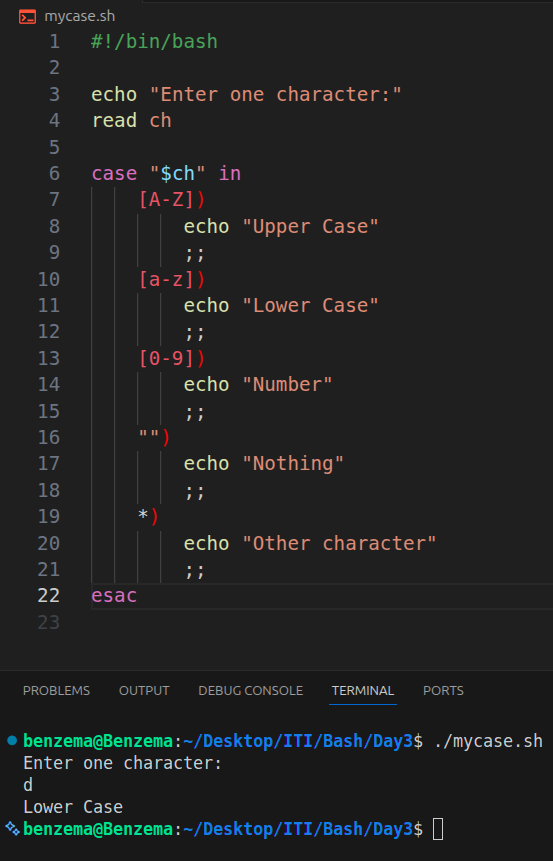 mycase.sh
1 #!/bin/bash
2
3 echo "Enter one character:"
4 read ch
5
6 case "$ch" in
7     [A-Z])
8         echo "Upper Case"
9         ;;
10     [a-z])
11         echo "Lower Case"
12         ;;
13     [0-9])
14         echo "Number"
15         ;;
16     "")
17         echo "Nothing"
18         ;;
19     *)
20         echo "Other character"
21         ;;
22 esac
23
PROBLEMS OUTPUT DEBUG CONSOLE TERMINAL PORTS
benzema@Benzema:~/Desktop/ITI/Bash/Day3$ ./mycase.sh
Enter one character:
d
Lower Case
benzema@Benzema:~/Desktop/ITI/Bash/Day3$